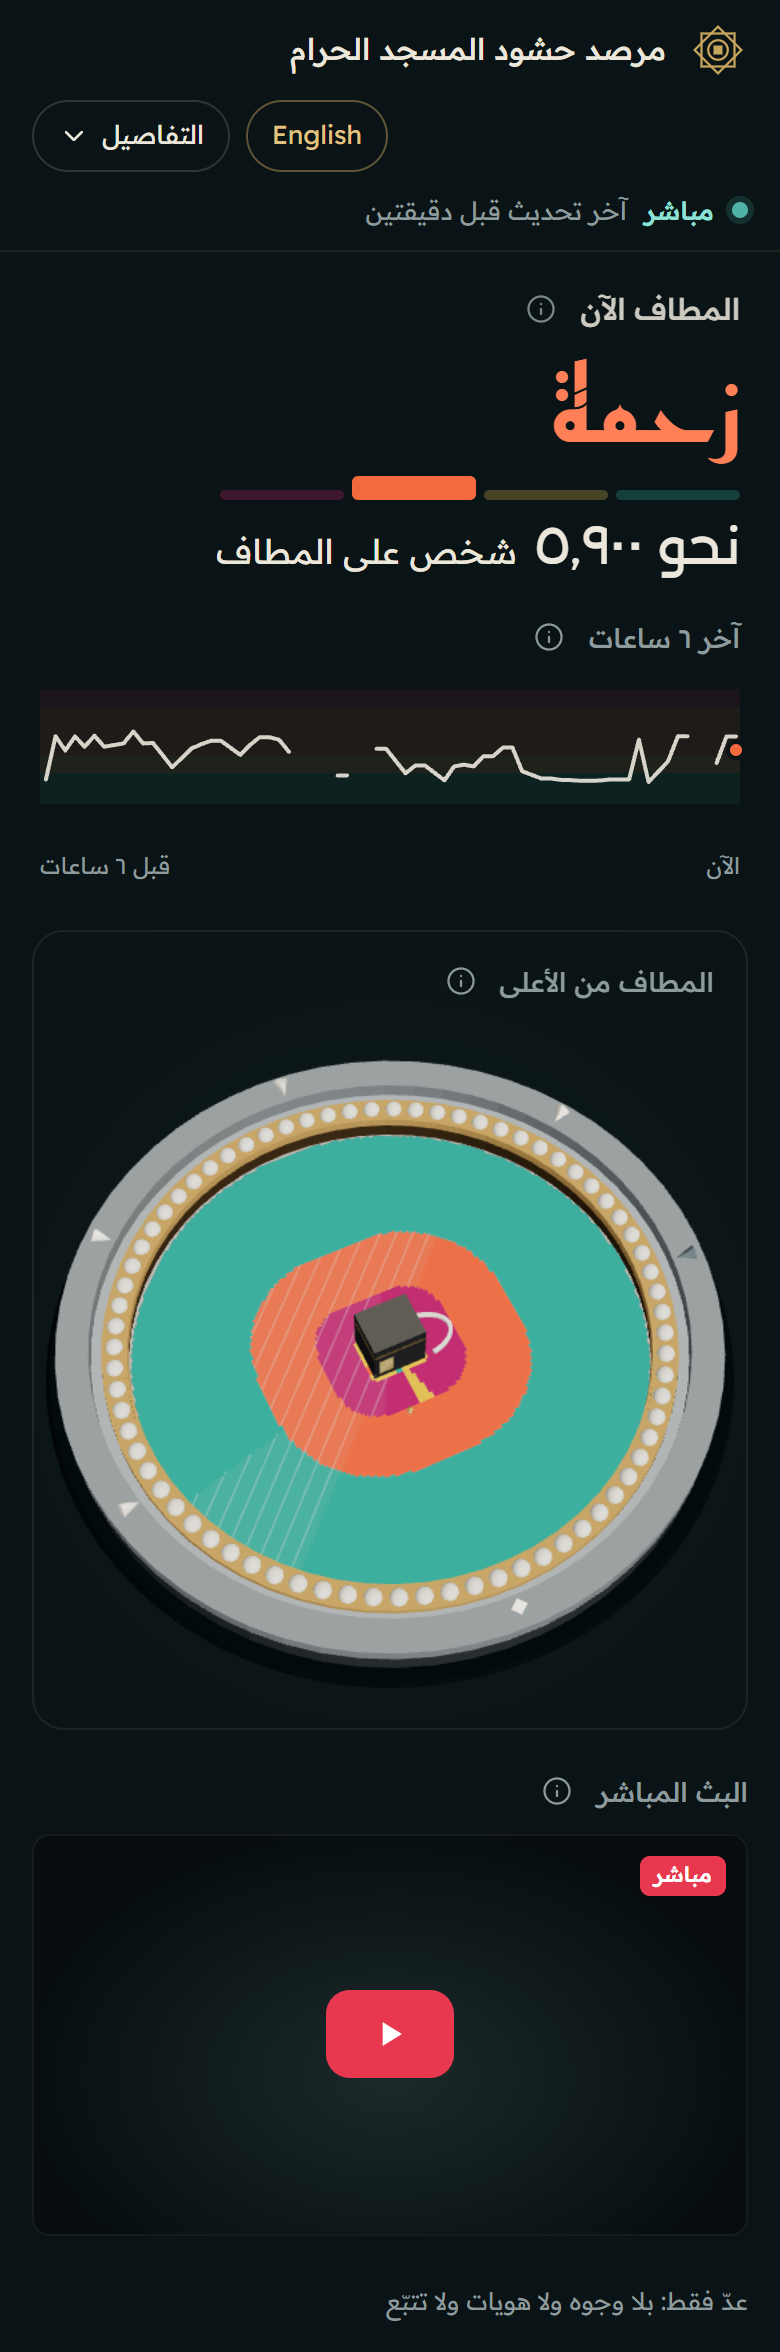 مرصد حشود المسجد الحرام
English
التفاصيل
مباشر آخر تحديث قبل دقيقتين
المطاف الآن
زحمة
نحو ٥,٩٠٠ شخص على المطاف
آخر ٦ ساعات
الآن
قبل ٦ ساعات
المطاف من الأعلى
البث المباشر
مباشر
عدّ فقط: بلا وجوه ولا هويات ولا تتبّع